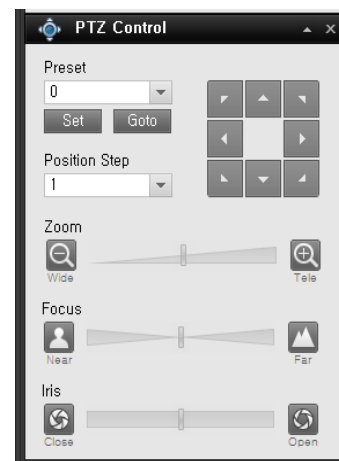 PTZ Control
Preset
0
Set Goto
Position Step
1
Zoom
Wide Tele
Focus
Near Far
Iris
Close Open